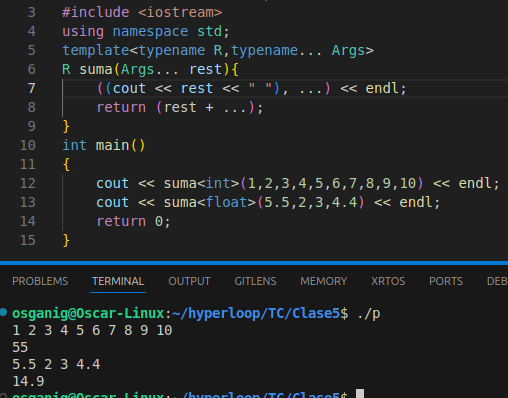 3 #include <iostream>
4 using namespace std;
5 template<typename R,typename... Args>
6 R suma(Args... rest){
7 ((cout << rest << " "), ...) << endl;
8 return (rest + ...);
9 }
10 int main()
11 {
12 cout << suma<int>(1,2,3,4,5,6,7,8,9,10) << endl;
13 cout << suma<float>(5.5,2,3,4.4) << endl;
14 return 0;
15 }
PROBLEMS TERMINAL OUTPUT GITLENS MEMORY XRTOS PORTS DEB
osganig@Oscar-Linux:~/hyperloop/TC/Clase5$ ./p
1 2 3 4 5 6 7 8 9 10
55
5.5 2 3 4.4
14.9
osganig@Oscar-Linux:~/hyperloop/TC/Clase5$